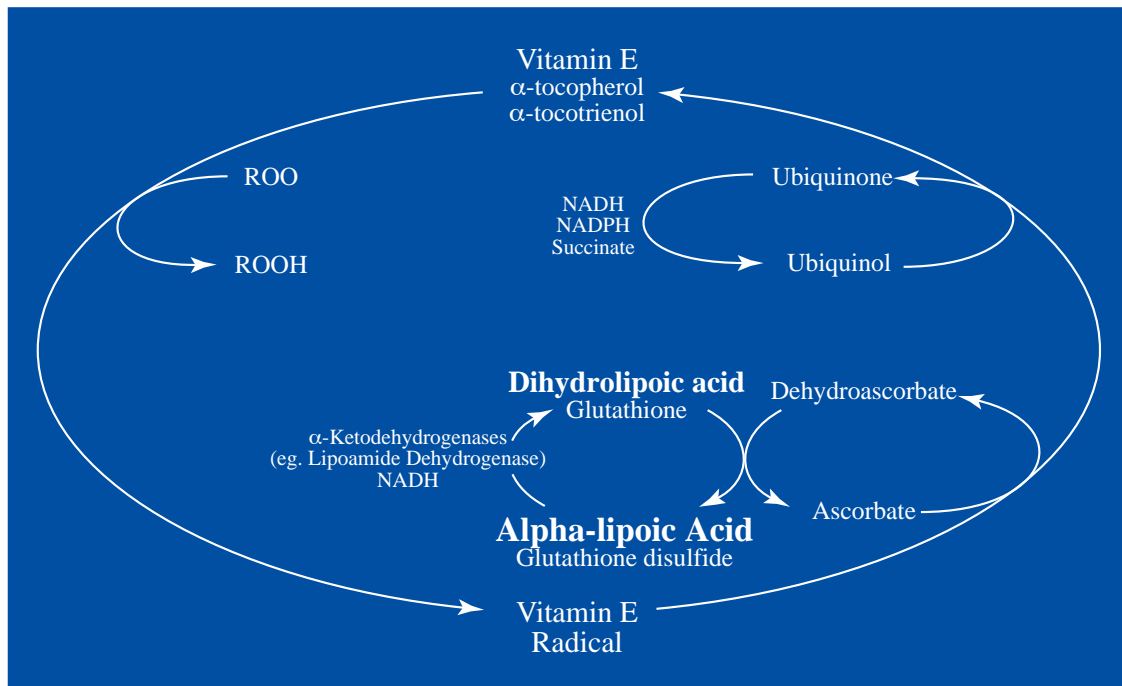 Vitamin E
α-tocopherol
α-tocotrienol
ROO
ROOH
Ubiquinone
NADH
NADPH
Succinate
Ubiquinol
Dihydrolipoic acid
Glutathione
Dehydroascorbate
α-Ketodehydrogenases
(eg. Lipoamide Dehydrogenase)
NADH
Ascorbate
Alpha-lipoic Acid
Glutathione disulfide
Vitamin E
Radical